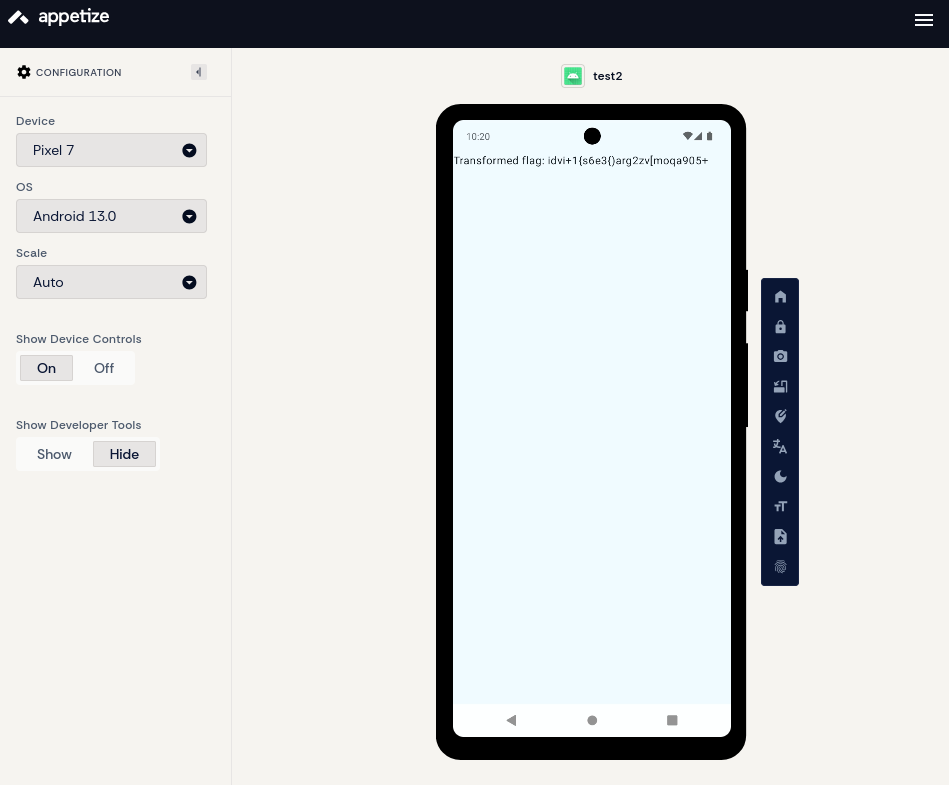 appetize
CONFIGURATION
test2
Device
Pixel 7
OS
Android 13.0
Scale
Auto
Show Device Controls
On Off
Show Developer Tools
Show Hide
10:20
Transformed flag: idvi+1{s6e3{)arg2zv[moqa905+